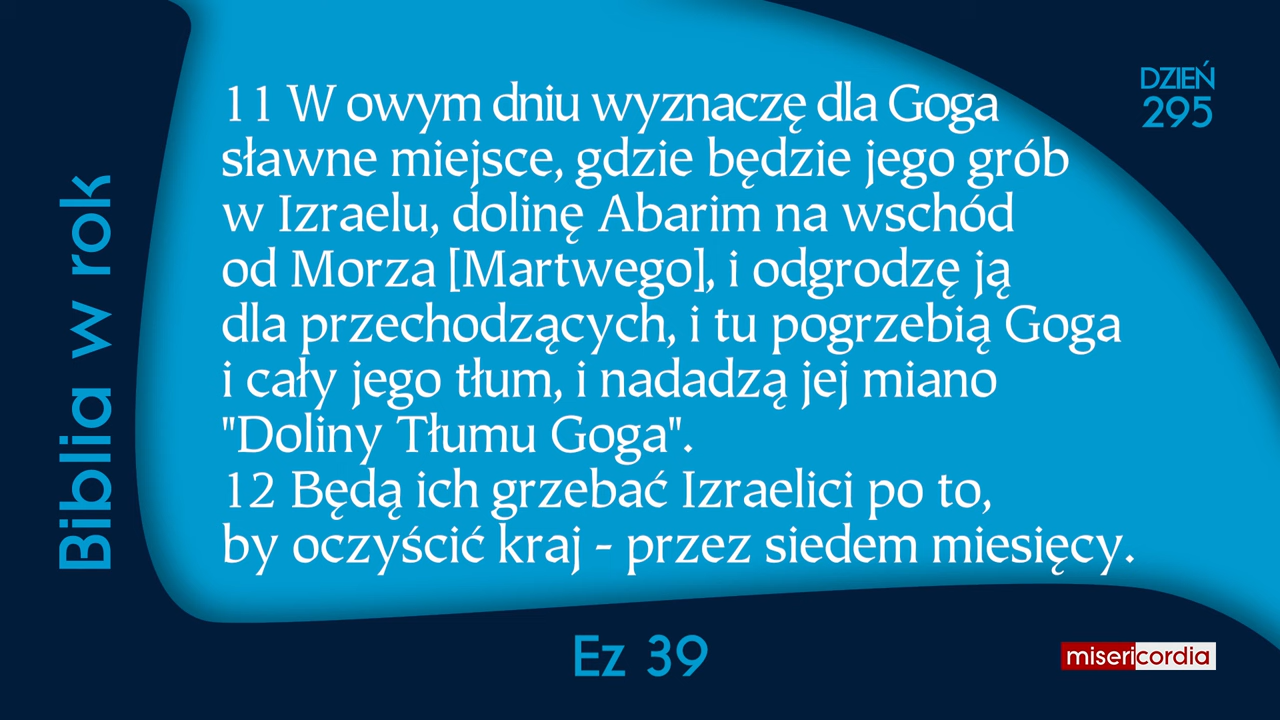 DZIEŃ
295
11 W owym dniu wyznaczę dla Goga
sławne miejsce, gdzie będzie jego grób
w Izraelu, dolinę Abarim na wschód
od Morza [Martwego], i odgrodzę ją
dla przechodzących, i tu pogrzebią Goga
i cały jego tłum, i nadadzą jej miano
"Doliny Tłumu Goga".
12 Będą ich grzebać Izraelici po to,
by oczyścić kraj - przez siedem miesięcy.
Biblia w rok
Ez 39
misericordia